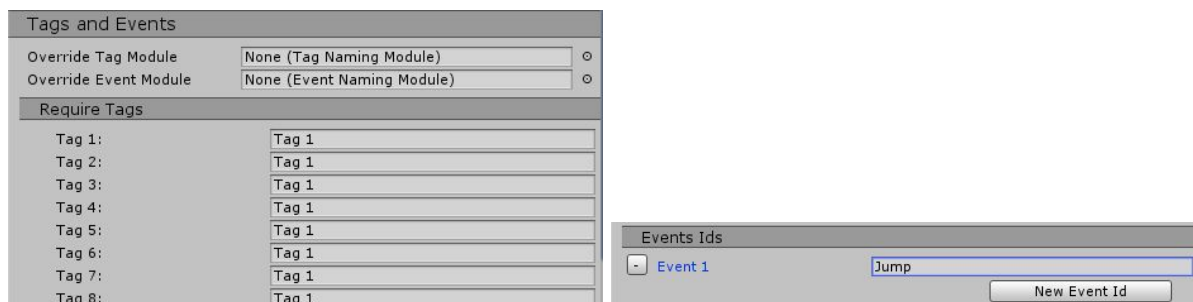 Tags and Events
Override Tag Module None (Tag Naming Module)
Override Event Module None (Event Naming Module)
Require Tags
Tag 1: Tag 1
Tag 2: Tag 1
Tag 3: Tag 1
Tag 4: Tag 1
Tag 5: Tag 1
Tag 6: Tag 1
Tag 7: Tag 1
Tag 8: Tag 1
Events Ids
- Event 1 Jump
New Event Id